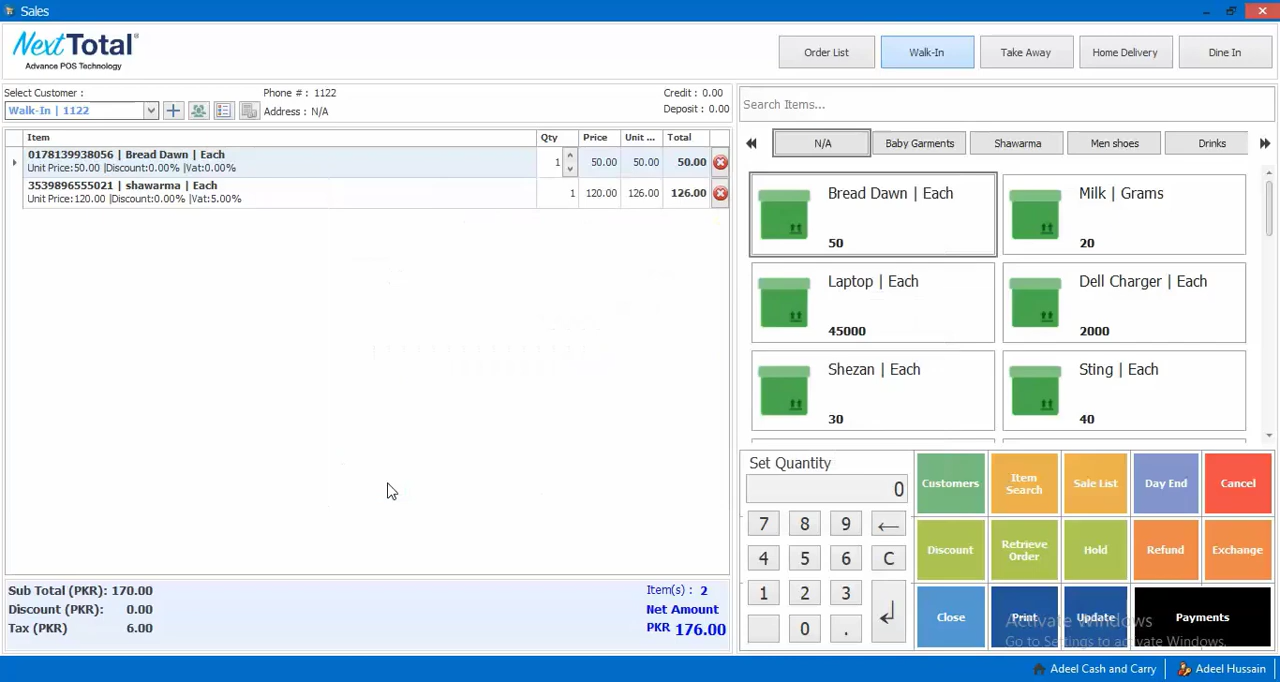 Sales
NextTotal
Advance POS Technology
Order List
Walk-In
Take Away
Home Delivery
Dine In
Select Customer :
Phone # : 1122
Credit : 0.00
Walk-In | 1122
Address : N/A
Deposit : 0.00
Item Qty Price Unit ... Total
0178139938056 | Bread Dawn | Each 1 50.00 50.00 50.00
Unit Price:50.00 |Discount:0.00% |Vat:0.00%
3539896555021 | shawarma | Each 1 120.00 126.00 126.00
Unit Price:120.00 |Discount:0.00% |Vat:5.00%
Sub Total (PKR): 170.00
Discount (PKR): 0.00
Tax (PKR) 6.00
Item(s) : 2
Net Amount
PKR 176.00
Search Items...
N/A
Baby Garments
Shawarma
Men shoes
Drinks
Bread Dawn | Each
50
Milk | Grams
20
Laptop | Each
45000
Dell Charger | Each
2000
Shezan | Each
30
Sting | Each
40
Set Quantity
0
7 8 9 ←
4 5 6 C
1 2 3
0 .
Customers
Item
Search
Sale List
Day End
Cancel
Discount
Retrieve
Order
Hold
Refund
Exchange
Close
Print
Update
Payments
Activate Windows
Go to Settings to activate Windows.
Adeel Cash and Carry
Adeel Hussain